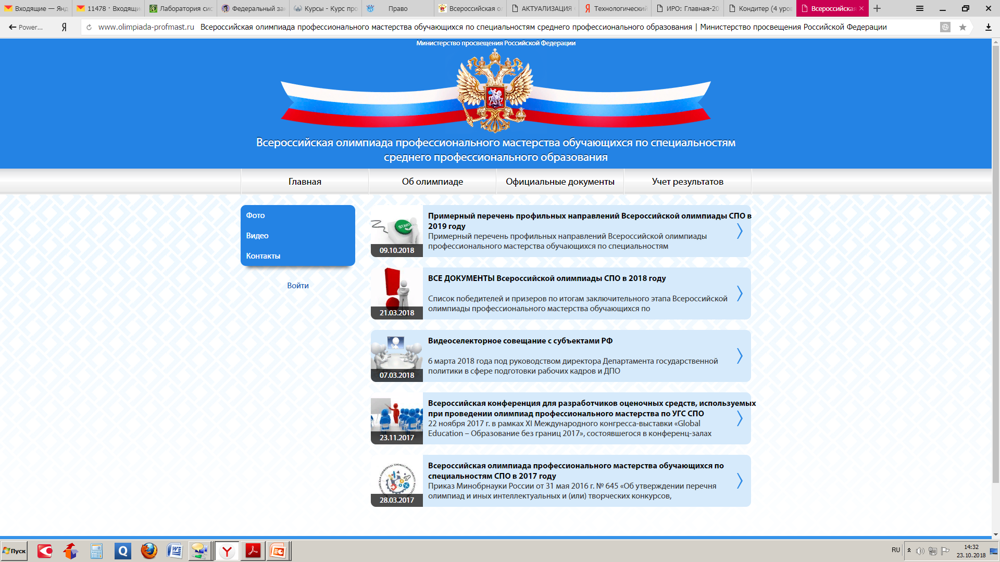 Входящие — Янд
11478 · Входящи
Лаборатория сис
Федеральный зак
Курсы - Курс про
Право
Всероссийская о
АКТУАЛИЗАЦИЯ
Технологический
ИРО: Главная-20
Кондитер (4 уров
Всероссийская
Power...
www.olimpiada-profmast.ru Всероссийская олимпиада профессионального мастерства обучающихся по специальностям среднего профессионального образования | Министерство просвещения Российской Федерации
Министерство просвещения Российской Федерации
Всероссийская олимпиада профессионального мастерства обучающихся по специальностям
среднего профессионального образования
Главная
Об олимпиаде
Официальные документы
Учет результатов
Фото
Видео
Контакты
Войти
Примерный перечень профильных направлений Всероссийской олимпиады СПО в
2019 году
Примерный перечень профильных направлений Всероссийской олимпиады
профессионального мастерства обучающихся по специальностям
START
09.10.2018
ВСЕ ДОКУМЕНТЫ Всероссийской олимпиады СПО в 2018 году
Список победителей и призеров по итогам заключительного этапа Всероссийской
олимпиады профессионального мастерства обучающихся по
21.03.2018
Видеоселекторное совещание с субъектами РФ
6 марта 2018 года под руководством директора Департамента государственной
политики в сфере подготовки рабочих кадров и ДПО
07.03.2018
Всероссийская конференция для разработчиков оценочных средств, используемых
при проведении олимпиад профессионального мастерства по УГС СПО
22 ноября 2017 г. в рамках XI Международного конгресса-выставки «Global
Education – Образование без границ 2017», состоявшегося в конференц-залах
23.11.2017
Всероссийская олимпиада профессионального мастерства обучающихся по
специальностям СПО в 2017 году
Приказ Минобрнауки России от 31 мая 2016 г. № 645 «Об утверждении перечня
олимпиад и иных интеллектуальных и (или) творческих конкурсов,
28.03.2017
Пуск
RU
14:32
23.10.2018